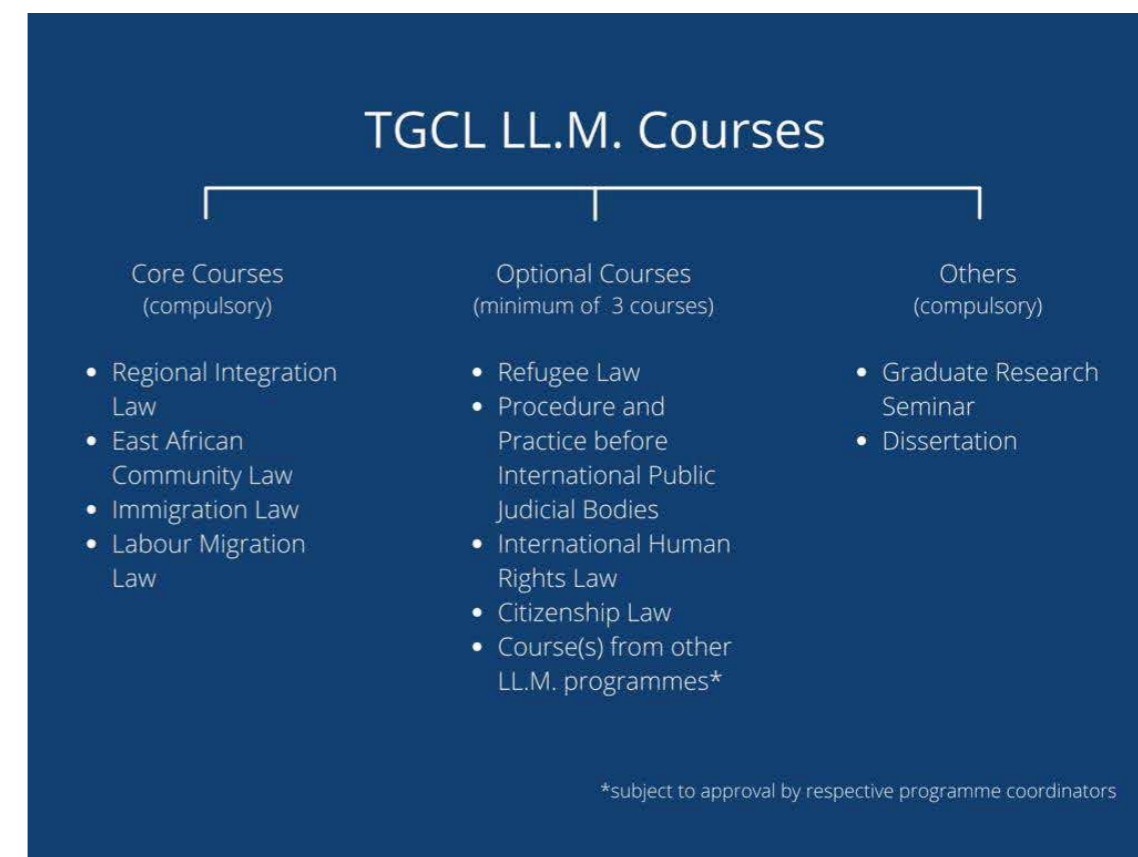 TGCL LL.M. Courses
Core Courses
(compulsory)
• Regional Integration
Law
• East African
Community Law
• Immigration Law
• Labour Migration
Law
Optional Courses
(minimum of 3 courses)
• Refugee Law
• Procedure and
Practice before
International Public
Judicial Bodies
• International Human
Rights Law
• Citizenship Law
• Course(s) from other
LL.M. programmes*
Others
(compulsory)
• Graduate Research
Seminar
• Dissertation
*subject to approval by respective programme coordinators